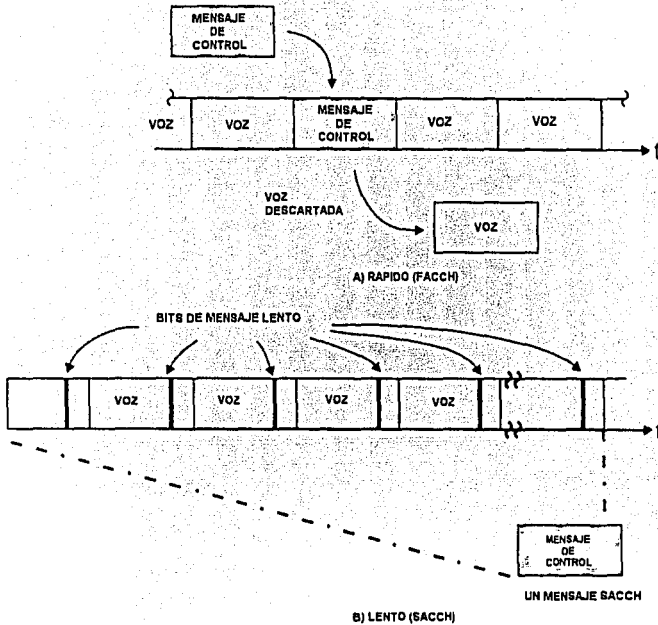 MENSAJE
DE
CONTROL
VOZ
VOZ
MENSAJE
DE
CONTROL
VOZ
VOZ
t
VOZ
DESCARTADA
VOZ
A) RAPIDO (FACCH)
BITS DE MENSAJE LENTO
VOZ
VOZ
VOZ
VOZ
t
MENSAJE
DE
CONTROL
UN MENSAJE SACCH
B) LENTO (SACCH)